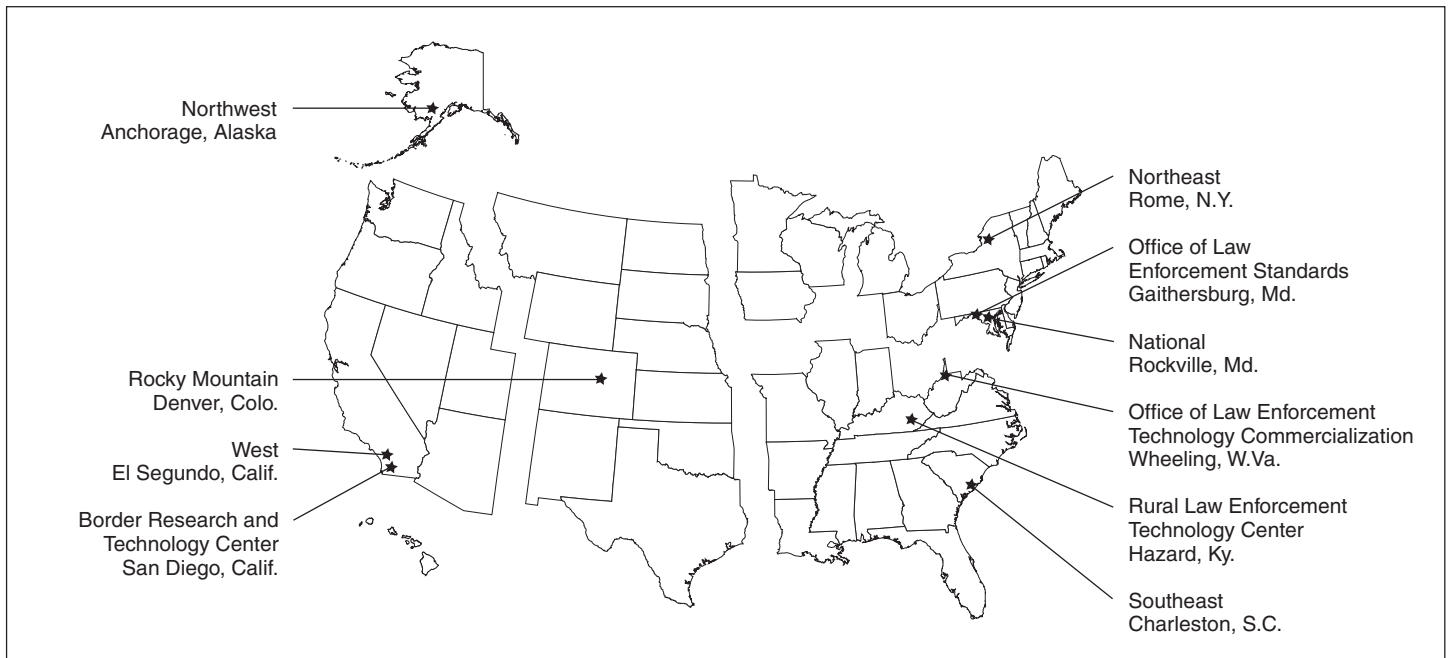 Northwest
Anchorage, Alaska
Rocky Mountain
Denver, Colo.
West
El Segundo, Calif.
Border Research and
Technology Center
San Diego, Calif.
Northeast
Rome, N.Y.
Office of Law
Enforcement Standards
Gaithersburg, Md.
National
Rockville, Md.
Office of Law Enforcement
Technology Commercialization
Wheeling, W.Va.
Rural Law Enforcement
Technology Center
Hazard, Ky.
Southeast
Charleston, S.C.